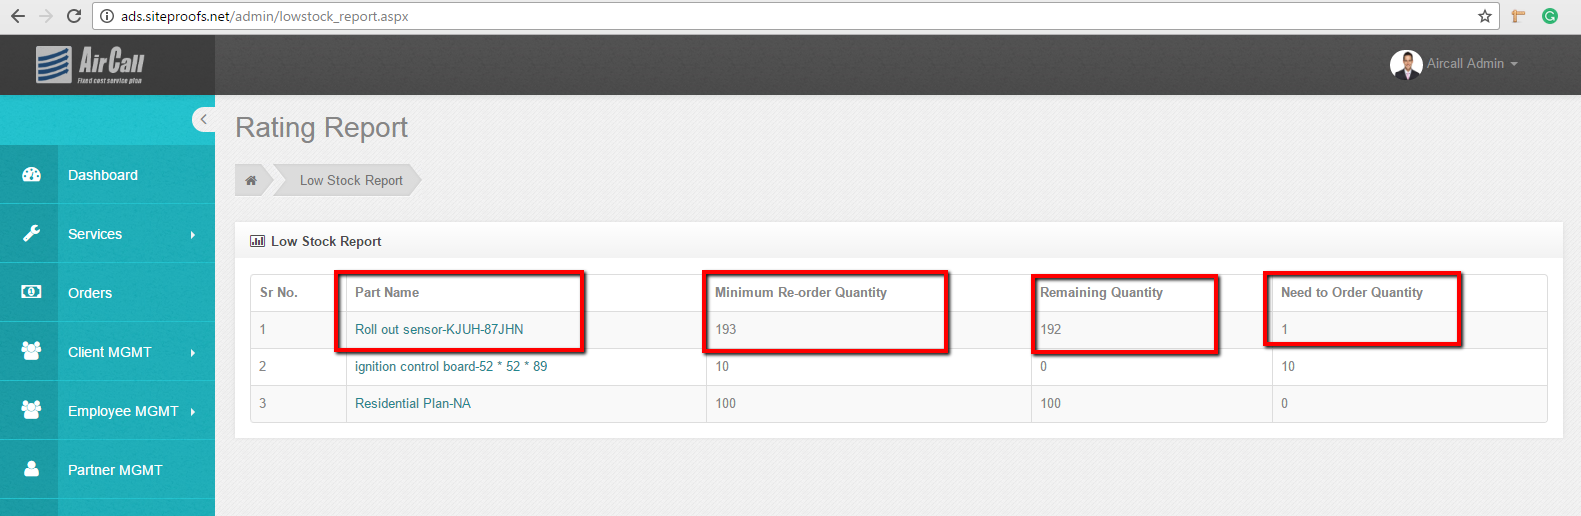 ads.siteproofs.net/admin/lowstock_report.aspx
AirCall
Fixed cost service plan
Aircall Admin
Rating Report
Low Stock Report
Dashboard
Services
Orders
Client MGMT
Employee MGMT
Partner MGMT
Low Stock Report
Sr No. Part Name Minimum Re-order Quantity Remaining Quantity Need to Order Quantity
1 Roll out sensor-KJUH-87JHN 193 192 1
2 ignition control board-52 * 52 * 89 10 0 10
3 Residential Plan-NA 100 100 0